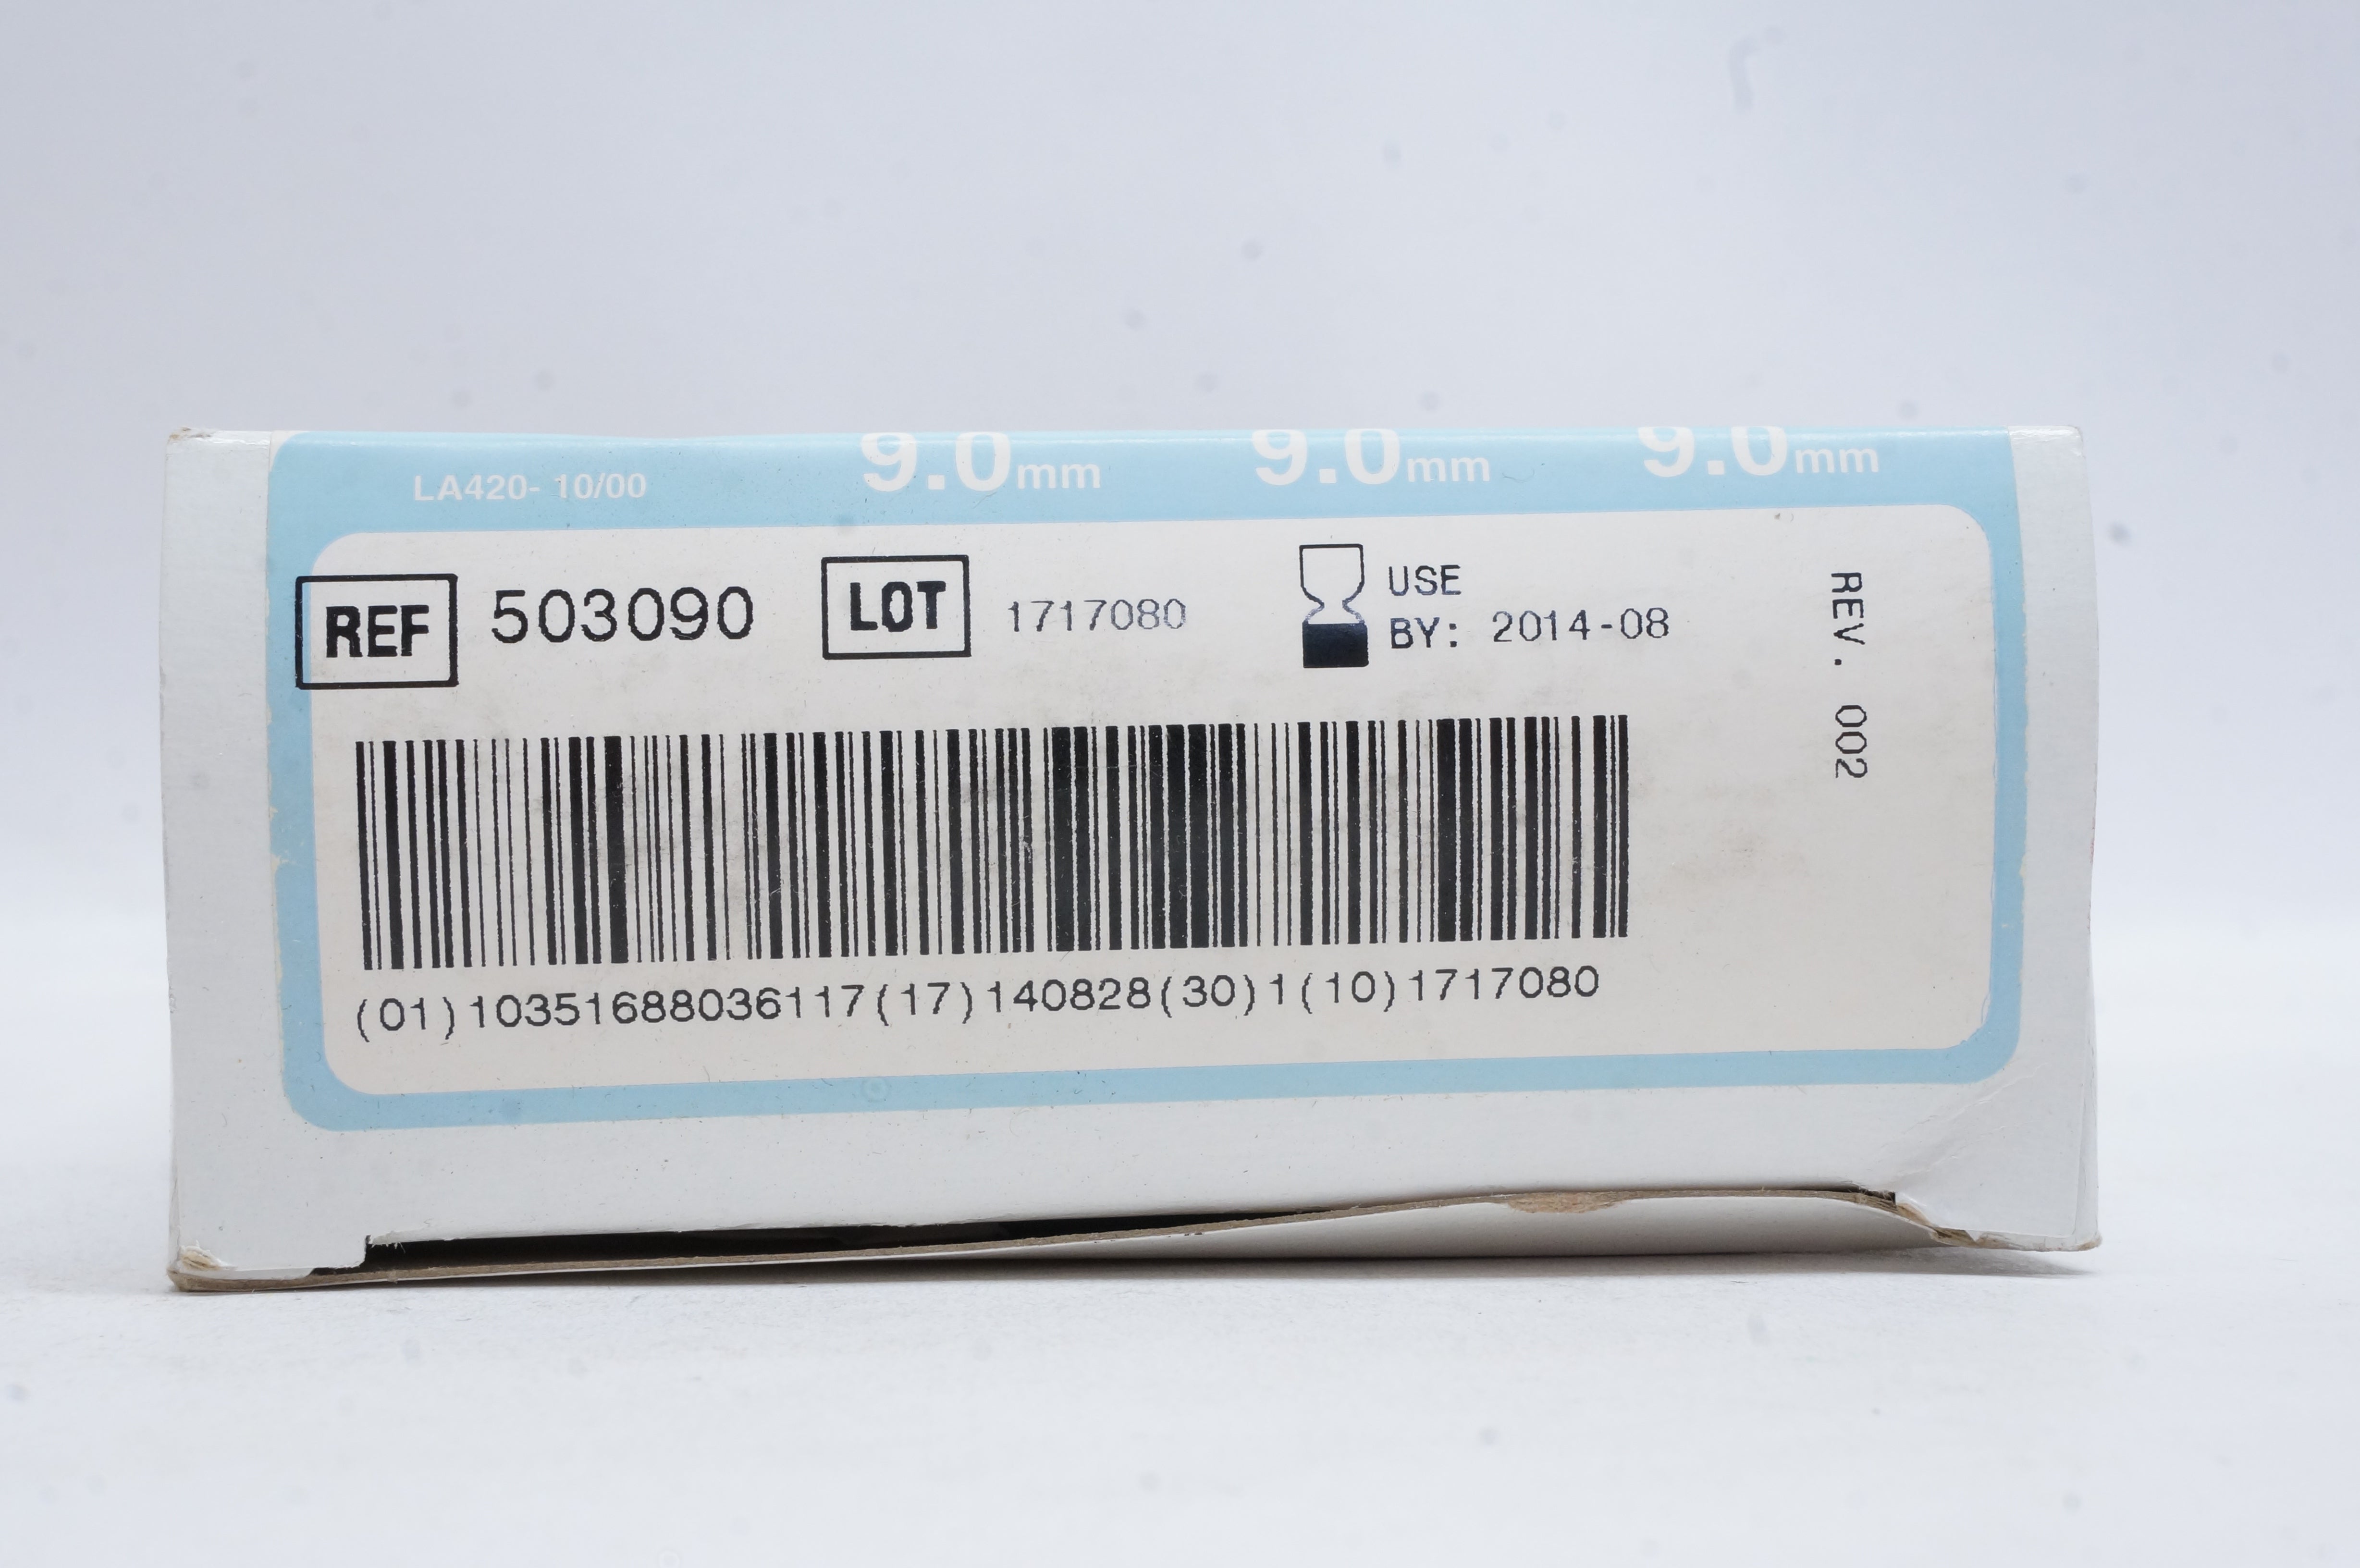 LA420- 10/00
9.0mm 9.0mm 9.0mm
REF 503090 LOT 1717080 USE BY: 2014-08
REV. 002
(01)10351688036117(17)140828(30)1(10)1717080